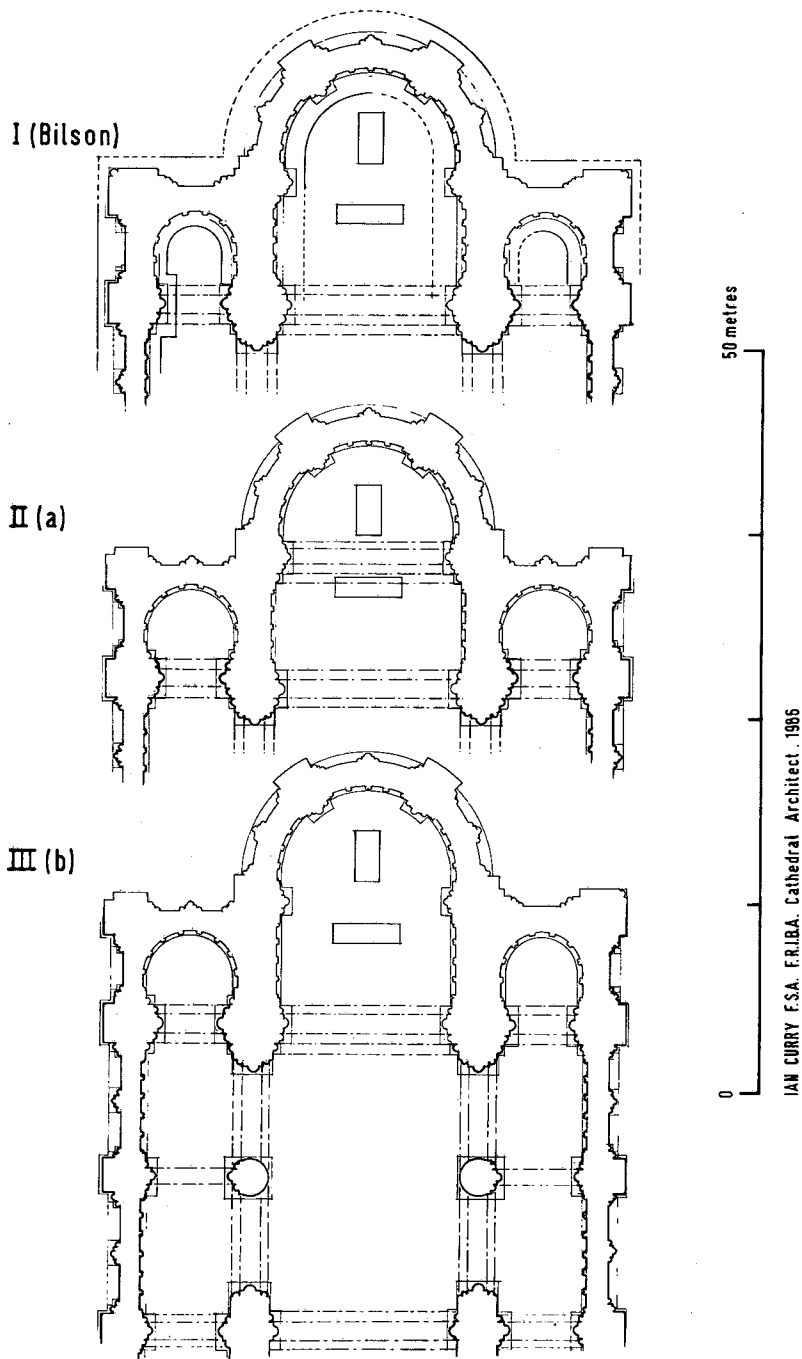 I (Bilson)
II (a)
III (b)
50 metres
0
IAN CURRY F.S.A. F.R.I.B.A. Cathedral Architect, 1986